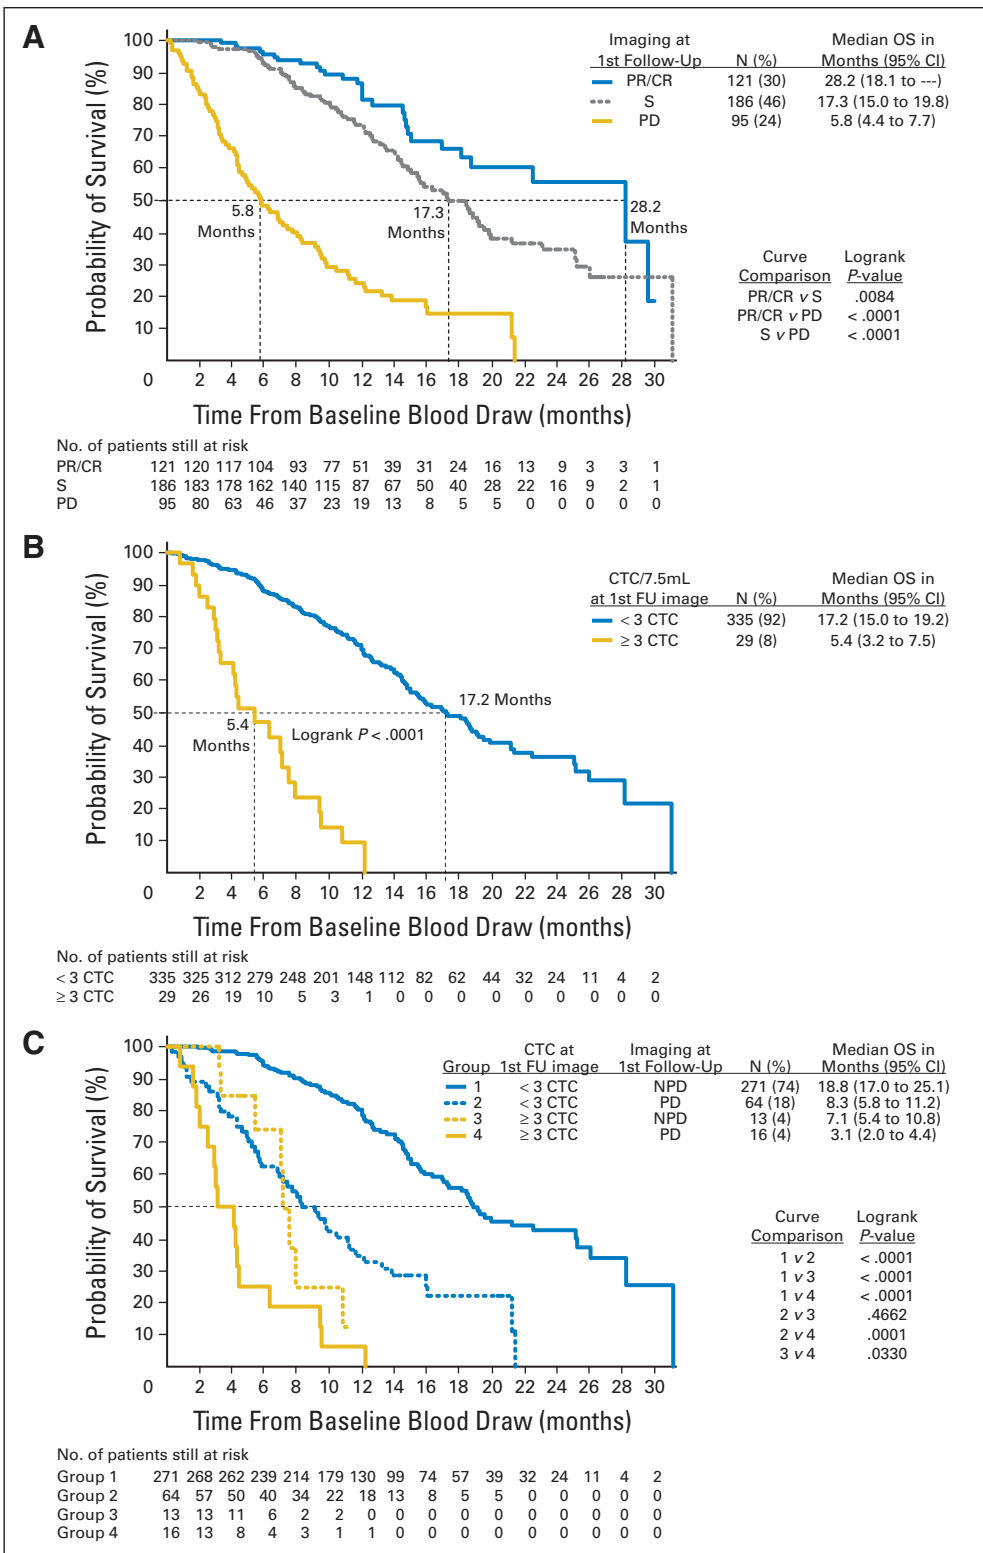 A
Imaging at Median OS in
1st Follow-Up N (%) Months (95% CI)
PR/CR 121 (30) 28.2 (18.1 to ---)
S 186 (46) 17.3 (15.0 to 19.8)
PD 95 (24) 5.8 (4.4 to 7.7)
Probability of Survival (%)
100
90
80
70
60
50
40
30
20
10
5.8 Months
17.3 Months
28.2 Months
Curve Logrank
Comparison P-value
PR/CR v S .0084
PR/CR v PD < .0001
S v PD < .0001
0 2 4 6 8 10 12 14 16 18 20 22 24 26 28 30
Time From Baseline Blood Draw (months)
No. of patients still at risk
PR/CR 121 120 117 104 93 77 51 39 31 24 16 13 9 3 3 1
S 186 183 178 162 140 115 87 67 50 40 28 22 16 9 2 1
PD 95 80 63 46 37 23 19 13 8 5 5 0 0 0 0 0
B
CTC/7.5mL Median OS in
at 1st FU image N (%) Months (95% CI)
< 3 CTC 335 (92) 17.2 (15.0 to 19.2)
≥ 3 CTC 29 (8) 5.4 (3.2 to 7.5)
Probability of Survival (%)
100
90
80
70
60
50
40
30
20
10
5.4 Months
Logrank P < .0001
17.2 Months
0 2 4 6 8 10 12 14 16 18 20 22 24 26 28 30
Time From Baseline Blood Draw (months)
No. of patients still at risk
< 3 CTC 335 325 312 279 248 201 148 112 82 62 44 32 24 11 4 2
≥ 3 CTC 29 26 19 10 5 3 1 0 0 0 0 0 0 0 0 0
C
CTC at Imaging at Median OS in
Group 1st FU image 1st Follow-Up N (%) Months (95% CI)
1 < 3 CTC NPD 271 (74) 18.8 (17.0 to 25.1)
2 < 3 CTC PD 64 (18) 8.3 (5.8 to 11.2)
3 ≥ 3 CTC NPD 13 (4) 7.1 (5.4 to 10.8)
4 ≥ 3 CTC PD 16 (4) 3.1 (2.0 to 4.4)
Probability of Survival (%)
100
90
80
70
60
50
40
30
20
10
Curve Logrank
Comparison P-value
1 v 2 < .0001
1 v 3 < .0001
1 v 4 < .0001
2 v 3 .4662
2 v 4 .0001
3 v 4 .0330
0 2 4 6 8 10 12 14 16 18 20 22 24 26 28 30
Time From Baseline Blood Draw (months)
No. of patients still at risk
Group 1 271 268 262 239 214 179 130 99 74 57 39 32 24 11 4 2
Group 2 64 57 50 40 34 22 18 13 8 5 5 0 0 0 0 0
Group 3 13 13 11 6 2 2 0 0 0 0 0 0 0 0 0 0
Group 4 16 13 8 4 3 1 1 0 0 0 0 0 0 0 0 0